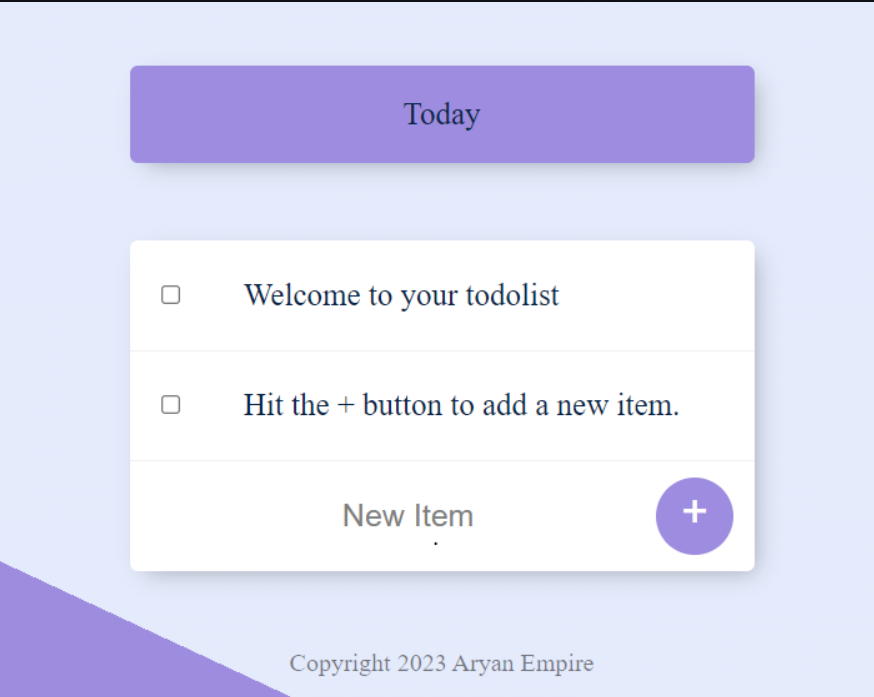 Today
Welcome to your todolist
Hit the + button to add a new item.
New Item
+
.
Copyright 2023 Aryan Empire